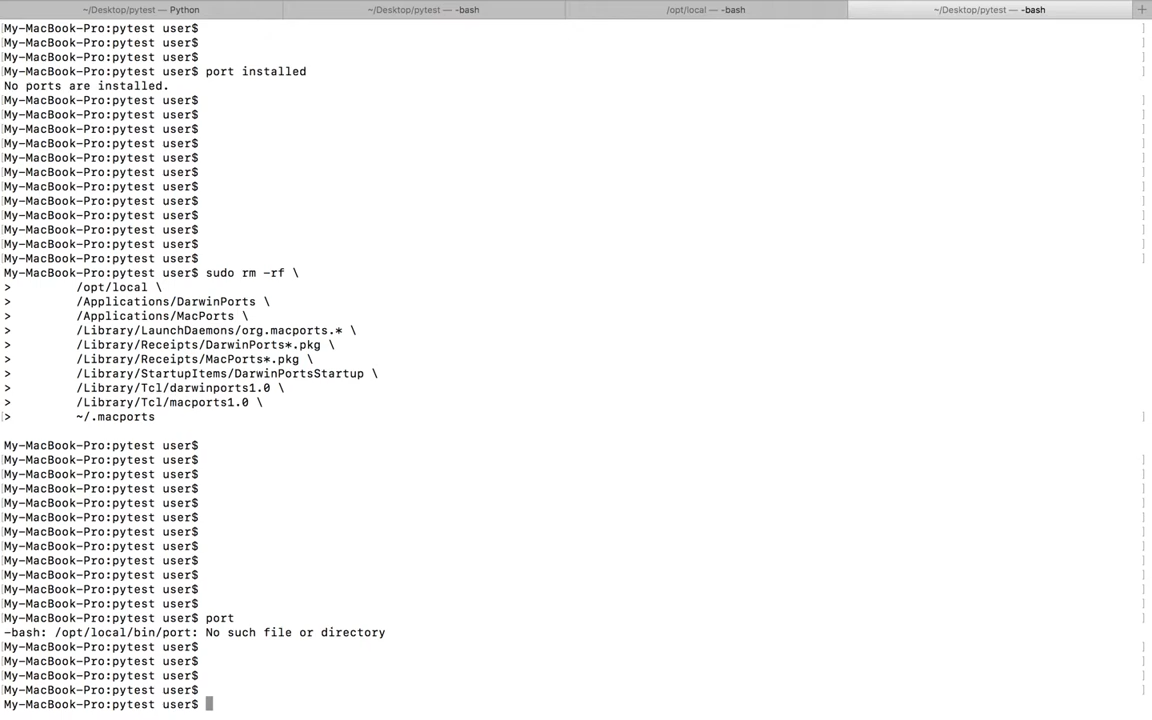 ~/Desktop/pytest — Python
~/Desktop/pytest — -bash
/opt/local — -bash
~/Desktop/pytest — -bash
+
My-MacBook-Pro:pytest user$
My-MacBook-Pro:pytest user$
My-MacBook-Pro:pytest user$
My-MacBook-Pro:pytest user$ port installed
No ports are installed.
My-MacBook-Pro:pytest user$
My-MacBook-Pro:pytest user$
My-MacBook-Pro:pytest user$
My-MacBook-Pro:pytest user$
My-MacBook-Pro:pytest user$
My-MacBook-Pro:pytest user$
My-MacBook-Pro:pytest user$
My-MacBook-Pro:pytest user$
My-MacBook-Pro:pytest user$
My-MacBook-Pro:pytest user$
My-MacBook-Pro:pytest user$
My-MacBook-Pro:pytest user$
My-MacBook-Pro:pytest user$ sudo rm -rf \
> /opt/local \
> /Applications/DarwinPorts \
> /Applications/MacPorts \
> /Library/LaunchDaemons/org.macports.* \
> /Library/Receipts/DarwinPorts*.pkg \
> /Library/Receipts/MacPorts*.pkg \
> /Library/StartupItems/DarwinPortsStartup \
> /Library/Tcl/darwinports1.0 \
> /Library/Tcl/macports1.0 \
> ~/.macports
My-MacBook-Pro:pytest user$
My-MacBook-Pro:pytest user$
My-MacBook-Pro:pytest user$
My-MacBook-Pro:pytest user$
My-MacBook-Pro:pytest user$
My-MacBook-Pro:pytest user$
My-MacBook-Pro:pytest user$
My-MacBook-Pro:pytest user$
My-MacBook-Pro:pytest user$
My-MacBook-Pro:pytest user$
My-MacBook-Pro:pytest user$
My-MacBook-Pro:pytest user$
My-MacBook-Pro:pytest user$ port
-bash: /opt/local/bin/port: No such file or directory
My-MacBook-Pro:pytest user$
My-MacBook-Pro:pytest user$
My-MacBook-Pro:pytest user$
My-MacBook-Pro:pytest user$
My-MacBook-Pro:pytest user$